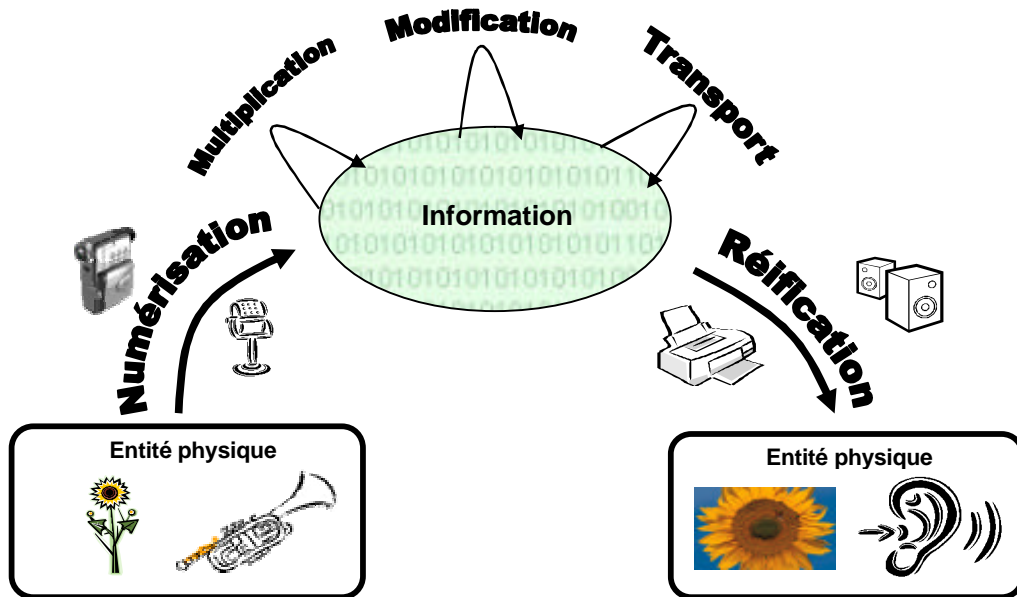 Multiplication
Modification
Transport
Information
Numérisation
Réification
Entité physique
Entité physique